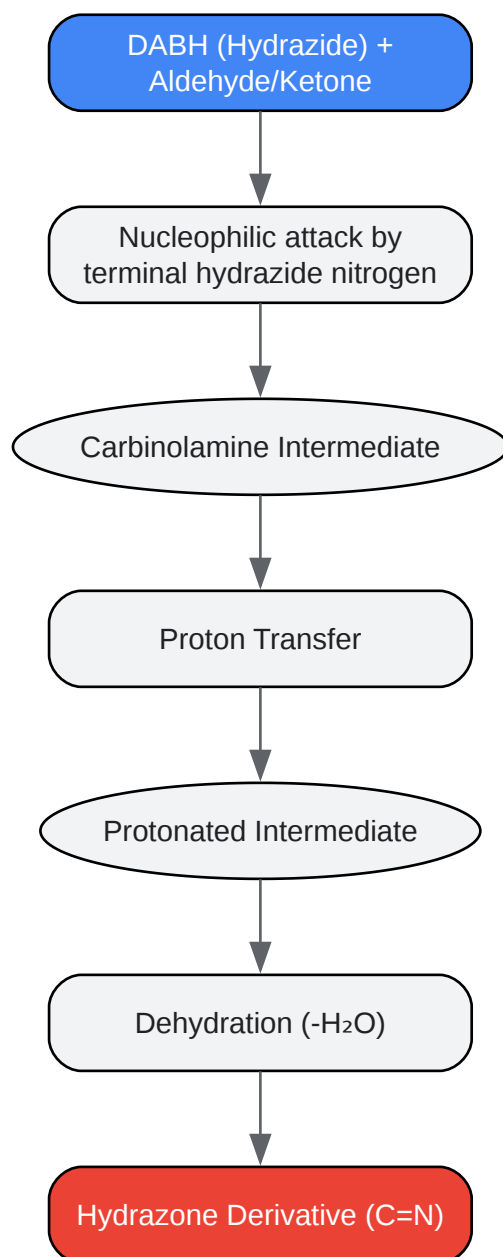 DABH (Hydrazide) +
Aldehyde/Ketone
Nucleophilic attack by
terminal hydrazide nitrogen
Carbinolamine Intermediate
Proton Transfer
Protonated Intermediate
Dehydration (-H₂O)
Hydrazone Derivative (C=N)